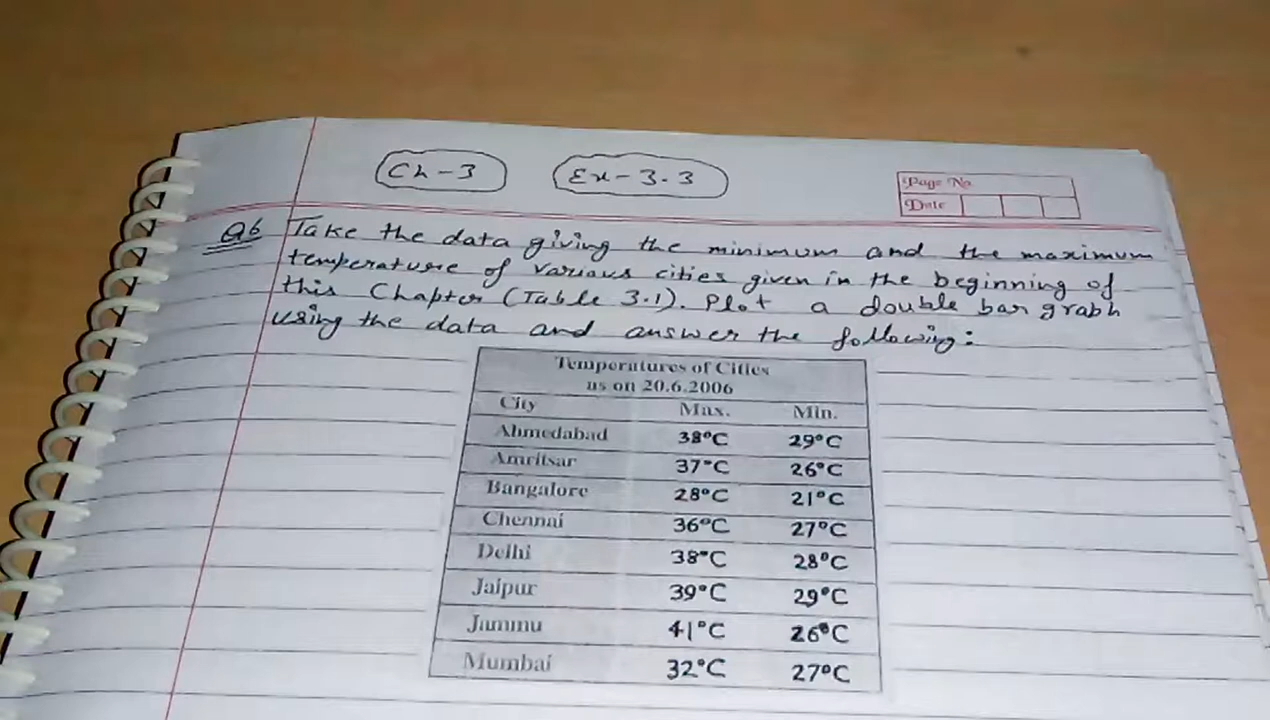 Ch-3 Ex-3.3
Page No.
Date
Q6 Take the data giving the minimum and the maximum
temperature of various cities given in the beginning of
this Chapter (Table 3.1). Plot a double bar graph
using the data and answer the following:
Temperatures of Cities
as on 20.6.2006
City Max. Min.
Ahmedabad 38°C 29°C
Amritsar 37°C 26°C
Bangalore 28°C 21°C
Chennai 36°C 27°C
Delhi 38°C 28°C
Jaipur 39°C 29°C
Jammu 41°C 26°C
Mumbai 32°C 27°C